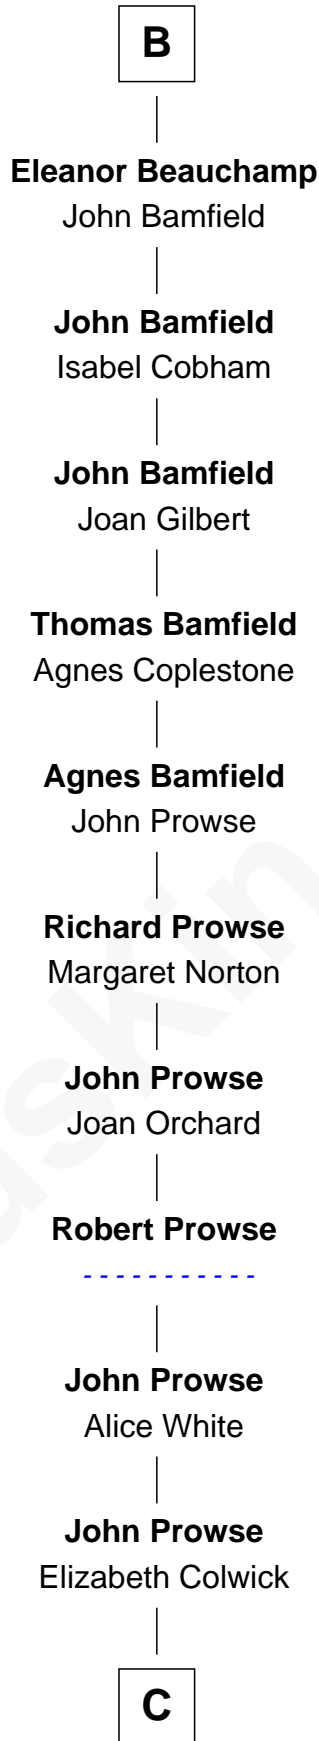 B
Eleanor Beauchamp
John Bamfield
John Bamfield
Isabel Cobham
John Bamfield
Joan Gilbert
Thomas Bamfield
Agnes Coplestone
Agnes Bamfield
John Prowse
Richard Prowse
Margaret Norton
John Prowse
Joan Orchard
Robert Prowse
- - - - - - - - - - -
John Prowse
Alice White
John Prowse
Elizabeth Colwick
C